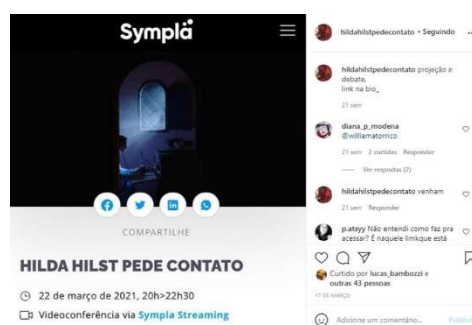 Sympla
COMPARTILHE
HILDA HILST PEDE CONTATO
22 de março de 2021, 20h>22h30
Videoconferência via Sympla Streaming
hildahilstpedecontato • Seguindo
hildahilstpedecontato projeção e
debate,
link na bio_
21 sem
diana_p_modena
@williamatorrico
21 sem 2 curtidas Responder
Ver respostas (2)
hildahilstpedecontato venham
21 sem Responder
p.atsyy Não entendi como faz pra
acessar? É naquele limkque está
Curtido por lucas_bambozzi e
outras 43 pessoas
17 DE MARÇO
Adicione um comentário...
Publicar